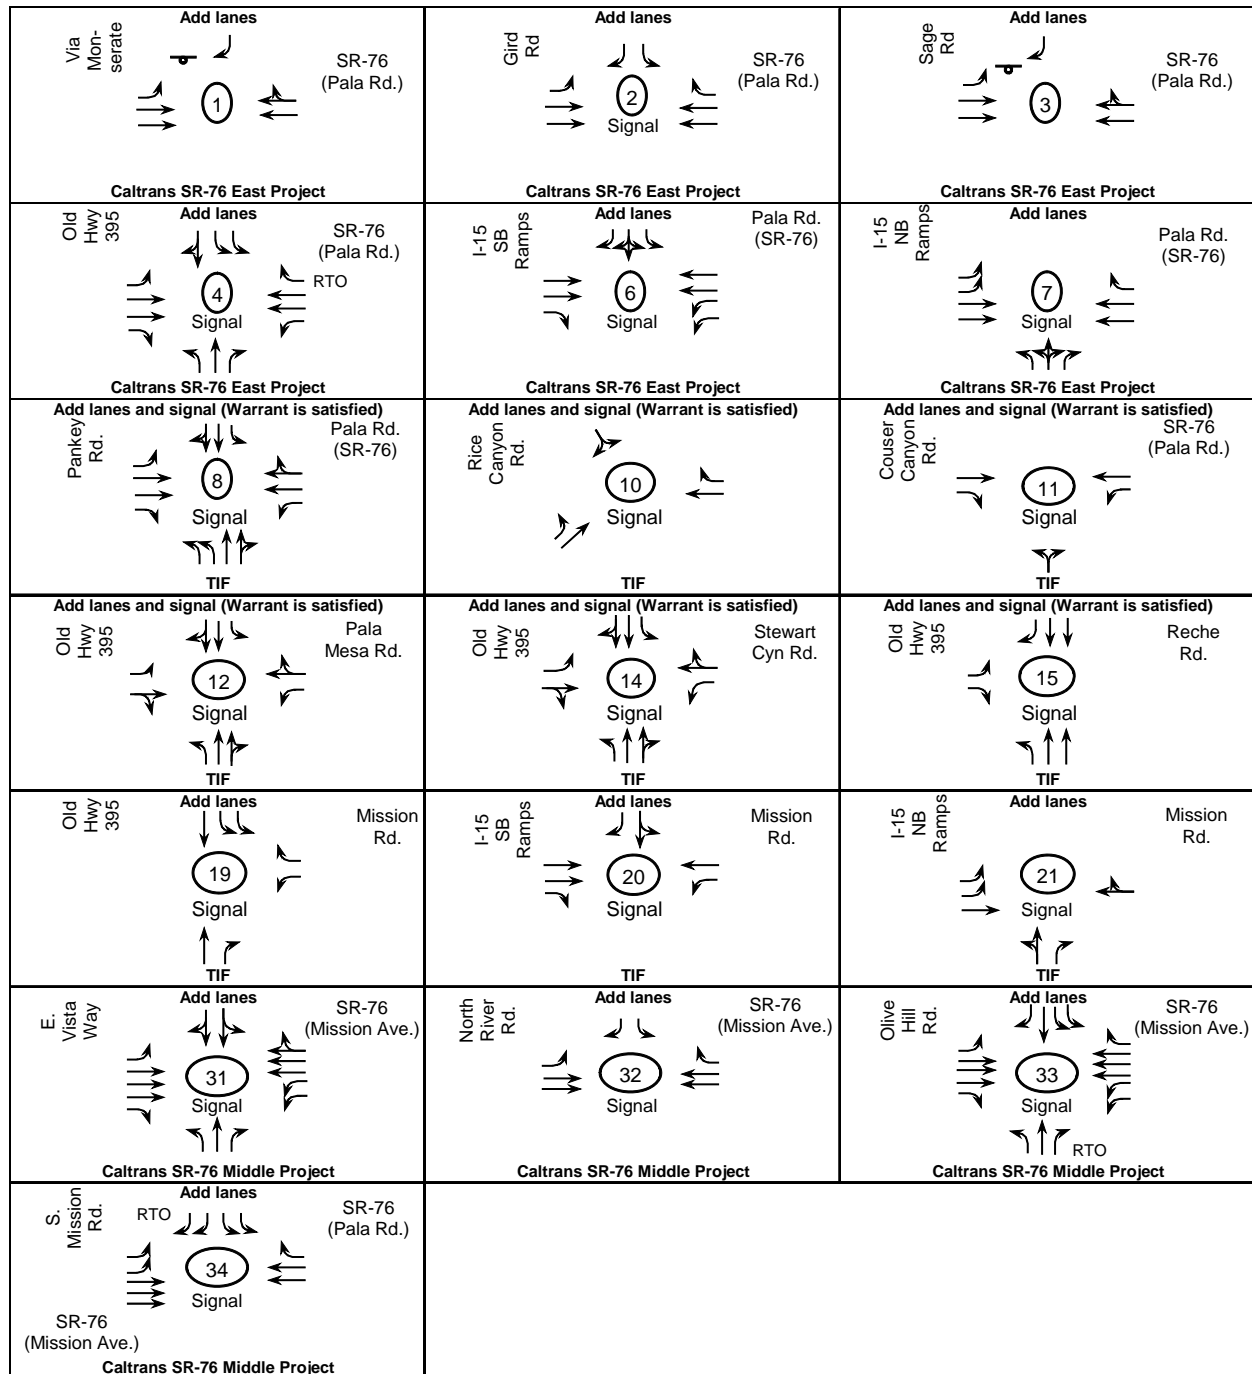 Add lanes
Via
Mon-
serate
SR-76
(Pala Rd.)
1
Caltrans SR-76 East Project
Add lanes
Gird
Rd
SR-76
(Pala Rd.)
2
Signal
Caltrans SR-76 East Project
Add lanes
Sage
Rd
SR-76
(Pala Rd.)
3
Caltrans SR-76 East Project
Add lanes
Old
Hwy
395
SR-76
(Pala Rd.)
RTO
4
Signal
Caltrans SR-76 East Project
Add lanes
I-15
SB
Ramps
Pala Rd.
(SR-76)
6
Signal
Caltrans SR-76 East Project
Add lanes
I-15
NB
Ramps
Pala Rd.
(SR-76)
7
Signal
Caltrans SR-76 East Project
Add lanes and signal (Warrant is satisfied)
Pankey
Rd.
Pala Rd.
(SR-76)
8
Signal
TIF
Add lanes and signal (Warrant is satisfied)
Rice
Canyon
Rd.
10
Signal
TIF
Add lanes and signal (Warrant is satisfied)
Couser
Canyon
Rd.
SR-76
(Pala Rd.)
11
Signal
TIF
Add lanes and signal (Warrant is satisfied)
Old
Hwy
395
Pala
Mesa Rd.
12
Signal
TIF
Add lanes and signal (Warrant is satisfied)
Old
Hwy
395
Stewart
Cyn Rd.
14
Signal
TIF
Add lanes and signal (Warrant is satisfied)
Old
Hwy
395
Reche
Rd.
15
Signal
TIF
Add lanes
Old
Hwy
395
Mission
Rd.
19
Signal
TIF
Add lanes
I-15
SB
Ramps
Mission
Rd.
20
Signal
TIF
Add lanes
I-15
NB
Ramps
Mission
Rd.
21
Signal
TIF
Add lanes
E.
Vista
Way
SR-76
(Mission Ave.)
31
Signal
Caltrans SR-76 Middle Project
Add lanes
North
River
Rd.
SR-76
(Mission Ave.)
32
Signal
Caltrans SR-76 Middle Project
Add lanes
Olive
Hill
Rd.
SR-76
(Mission Ave.)
33
Signal
RTO
Caltrans SR-76 Middle Project
Add lanes
S.
Mission
Rd.
RTO
SR-76
(Pala Rd.)
34
Signal
SR-76
(Mission Ave.)
Caltrans SR-76 Middle Project